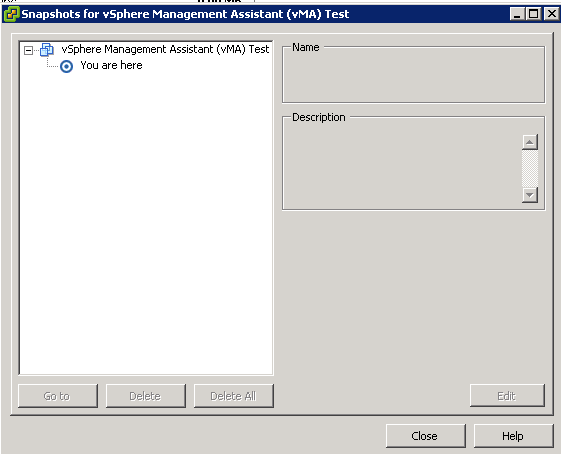 Snapshots for vSphere Management Assistant (vMA) Test
vSphere Management Assistant (vMA) Test
You are here
Name
Description
Go to
Delete
Delete All
Edit
Close
Help